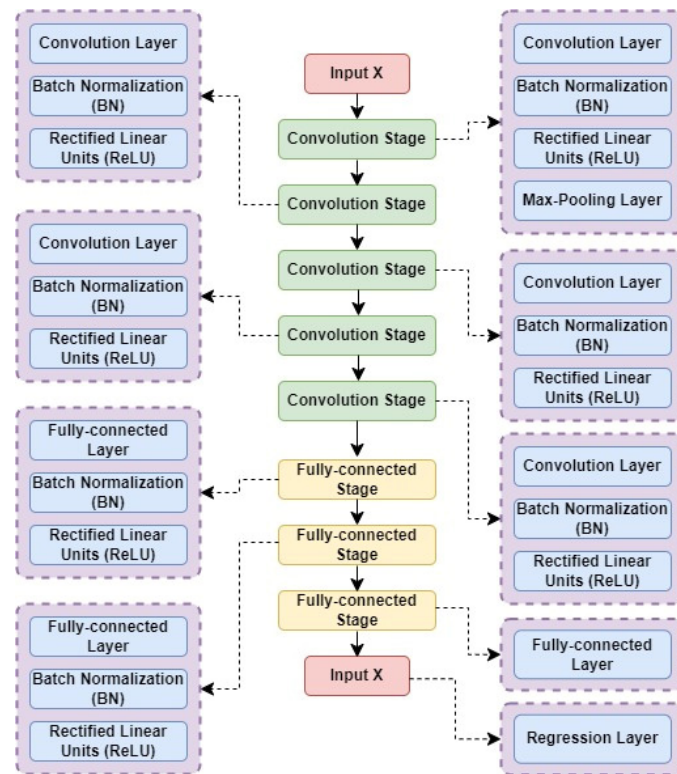 Convolution Layer
Batch Normalization
(BN)
Rectified Linear
Units (ReLU)
Convolution Layer
Batch Normalization
(BN)
Rectified Linear
Units (ReLU)
Fully-connected
Layer
Batch Normalization
(BN)
Rectified Linear
Units (ReLU)
Fully-connected
Layer
Batch Normalization
(BN)
Rectified Linear
Units (ReLU)
Input X
Convolution Stage
Convolution Stage
Convolution Stage
Convolution Stage
Convolution Stage
Fully-connected
Stage
Fully-connected
Stage
Fully-connected
Stage
Input X
Convolution Layer
Batch Normalization
(BN)
Rectified Linear
Units (ReLU)
Max-Pooling Layer
Convolution Layer
Batch Normalization
(BN)
Rectified Linear
Units (ReLU)
Convolution Layer
Batch Normalization
(BN)
Rectified Linear
Units (ReLU)
Fully-connected
Layer
Regression Layer